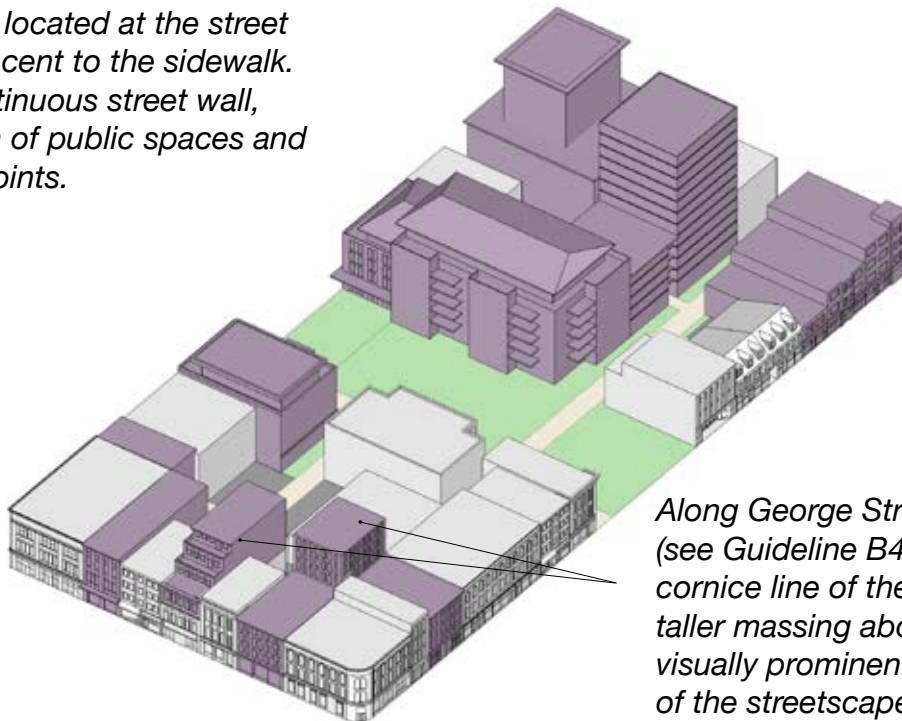 located at the street
cent to the sidewalk.
tinuous street wall,
of public spaces and
oints.
Along George Str
(see Guideline B4
cornice line of the
taller massing abo
visually prominen
of the streetscape